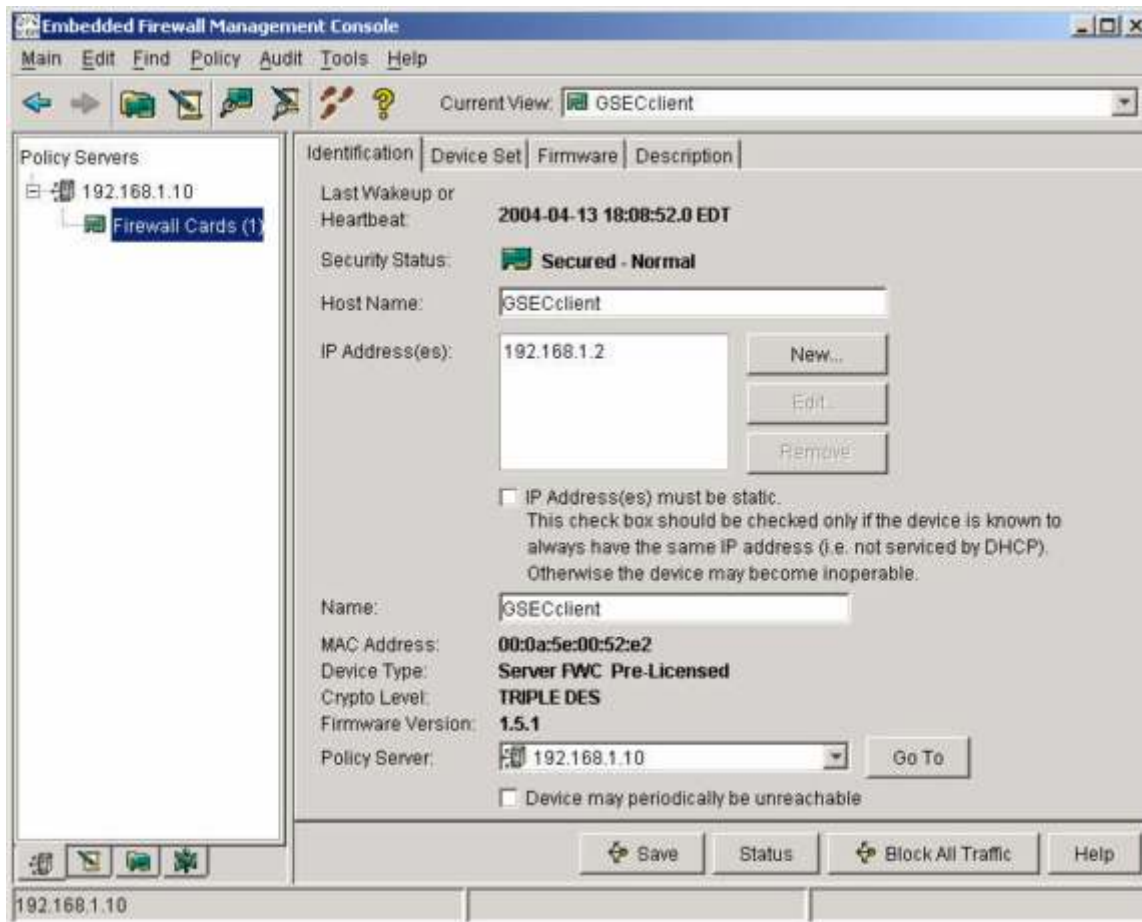 Embedded Firewall Management Console
Main Edit Find Policy Audit Tools Help
Current View: GSECclient
Policy Servers
192.168.1.10
Firewall Cards (1)
Identification Device Set Firmware Description
Last Wakeup or
Heartbeat: 2004-04-13 18:08:52.0 EDT
Security Status: Secured - Normal
Host Name: GSECclient
IP Address(es): 192.168.1.2
New...
Edit...
Remove
IP Address(es) must be static.
This check box should be checked only if the device is known to
always have the same IP address (i.e. not serviced by DHCP).
Otherwise the device may become inoperable.
Name: GSECclient
MAC Address: 00:0a:5e:00:52:e2
Device Type: Server FWC Pre-Licensed
Crypto Level: TRIPLE DES
Firmware Version: 1.5.1
Policy Server: 192.168.1.10 Go To
Device may periodically be unreachable
Save Status Block All Traffic Help
192.168.1.10